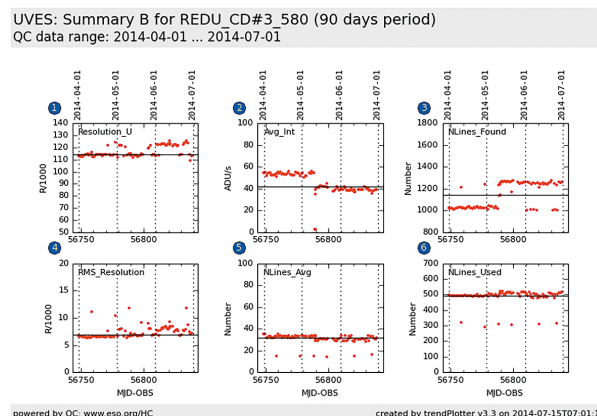 UVES: Summary B for REDU_CD#3_580 (90 days period)
QC data range: 2014-04-01 ... 2014-07-01
2014-04-01 2014-05-01 2014-06-01 2014-07-01
2014-04-01 2014-05-01 2014-06-01 2014-07-01
2014-04-01 2014-05-01 2014-06-01 2014-07-01
1
Resolution_U
R/1000
140
130
120
110
100
90
80
70
60
50
56750 56800
2
Avg_Int
ADU/s
100
80
60
40
20
0
56750 56800
3
NLines_Found
Number
1800
1600
1400
1200
1000
800
56750 56800
4
RMS_Resolution
R/1000
20
15
10
5
0
56750 56800
MJD-OBS
5
NLines_Avg
Number
100
80
60
40
20
0
56750 56800
MJD-OBS
6
NLines_Used
Number
700
600
500
400
300
200
100
0
56750 56800
MJD-OBS
powered by QC: www.eso.org/HC
created by trendPlotter v3.3 on 2014-07-15T07:01: